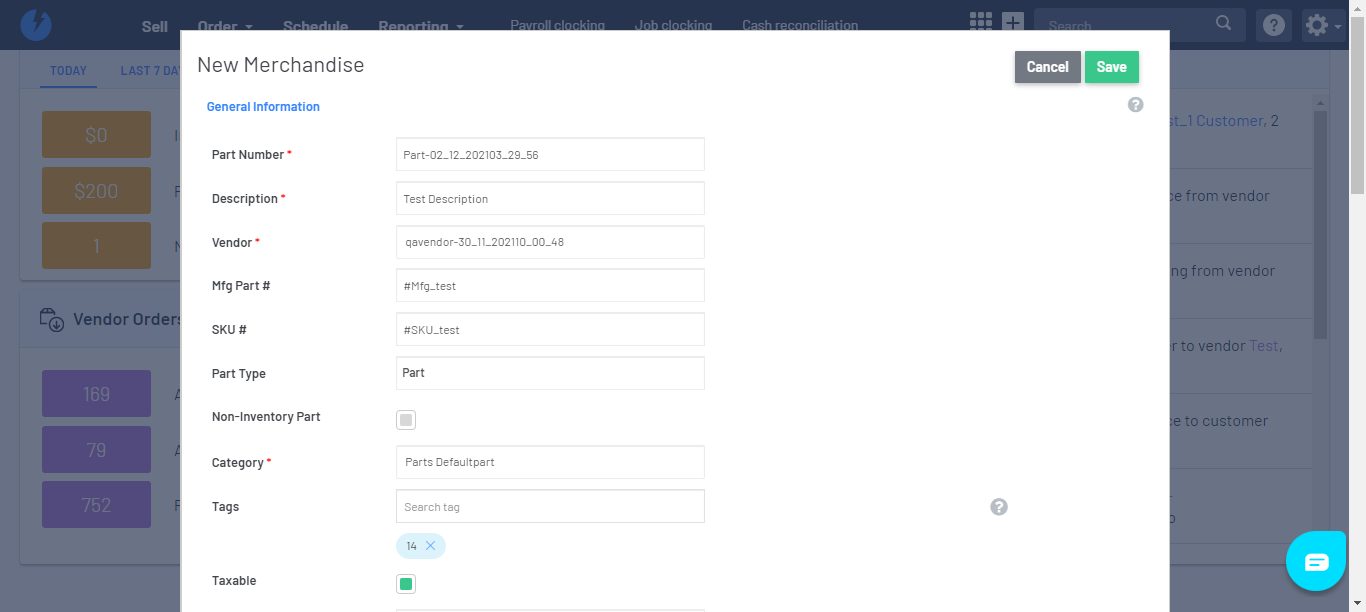 Sell Order Schedule Reporting Payroll clocking Job clocking Cash reconciliation Search
New Merchandise
Cancel Save
TODAY LAST 7
General Information
$0
st_1 Customer, 2
Part Number * Part-02_12_202103_29_56
$200
ce from vendor
Description * Test Description
1
Vendor * qavendor-30_11_202110_00_48
ng from vendor
Mfg Part # #Mfg_test
Vendor Orders
SKU # #SKU_test
r to vendor Test,
Part Type Part
169
Non-Inventory Part
ce to customer
79
Category * Parts Defaultpart
752
Tags Search tag
14
Taxable